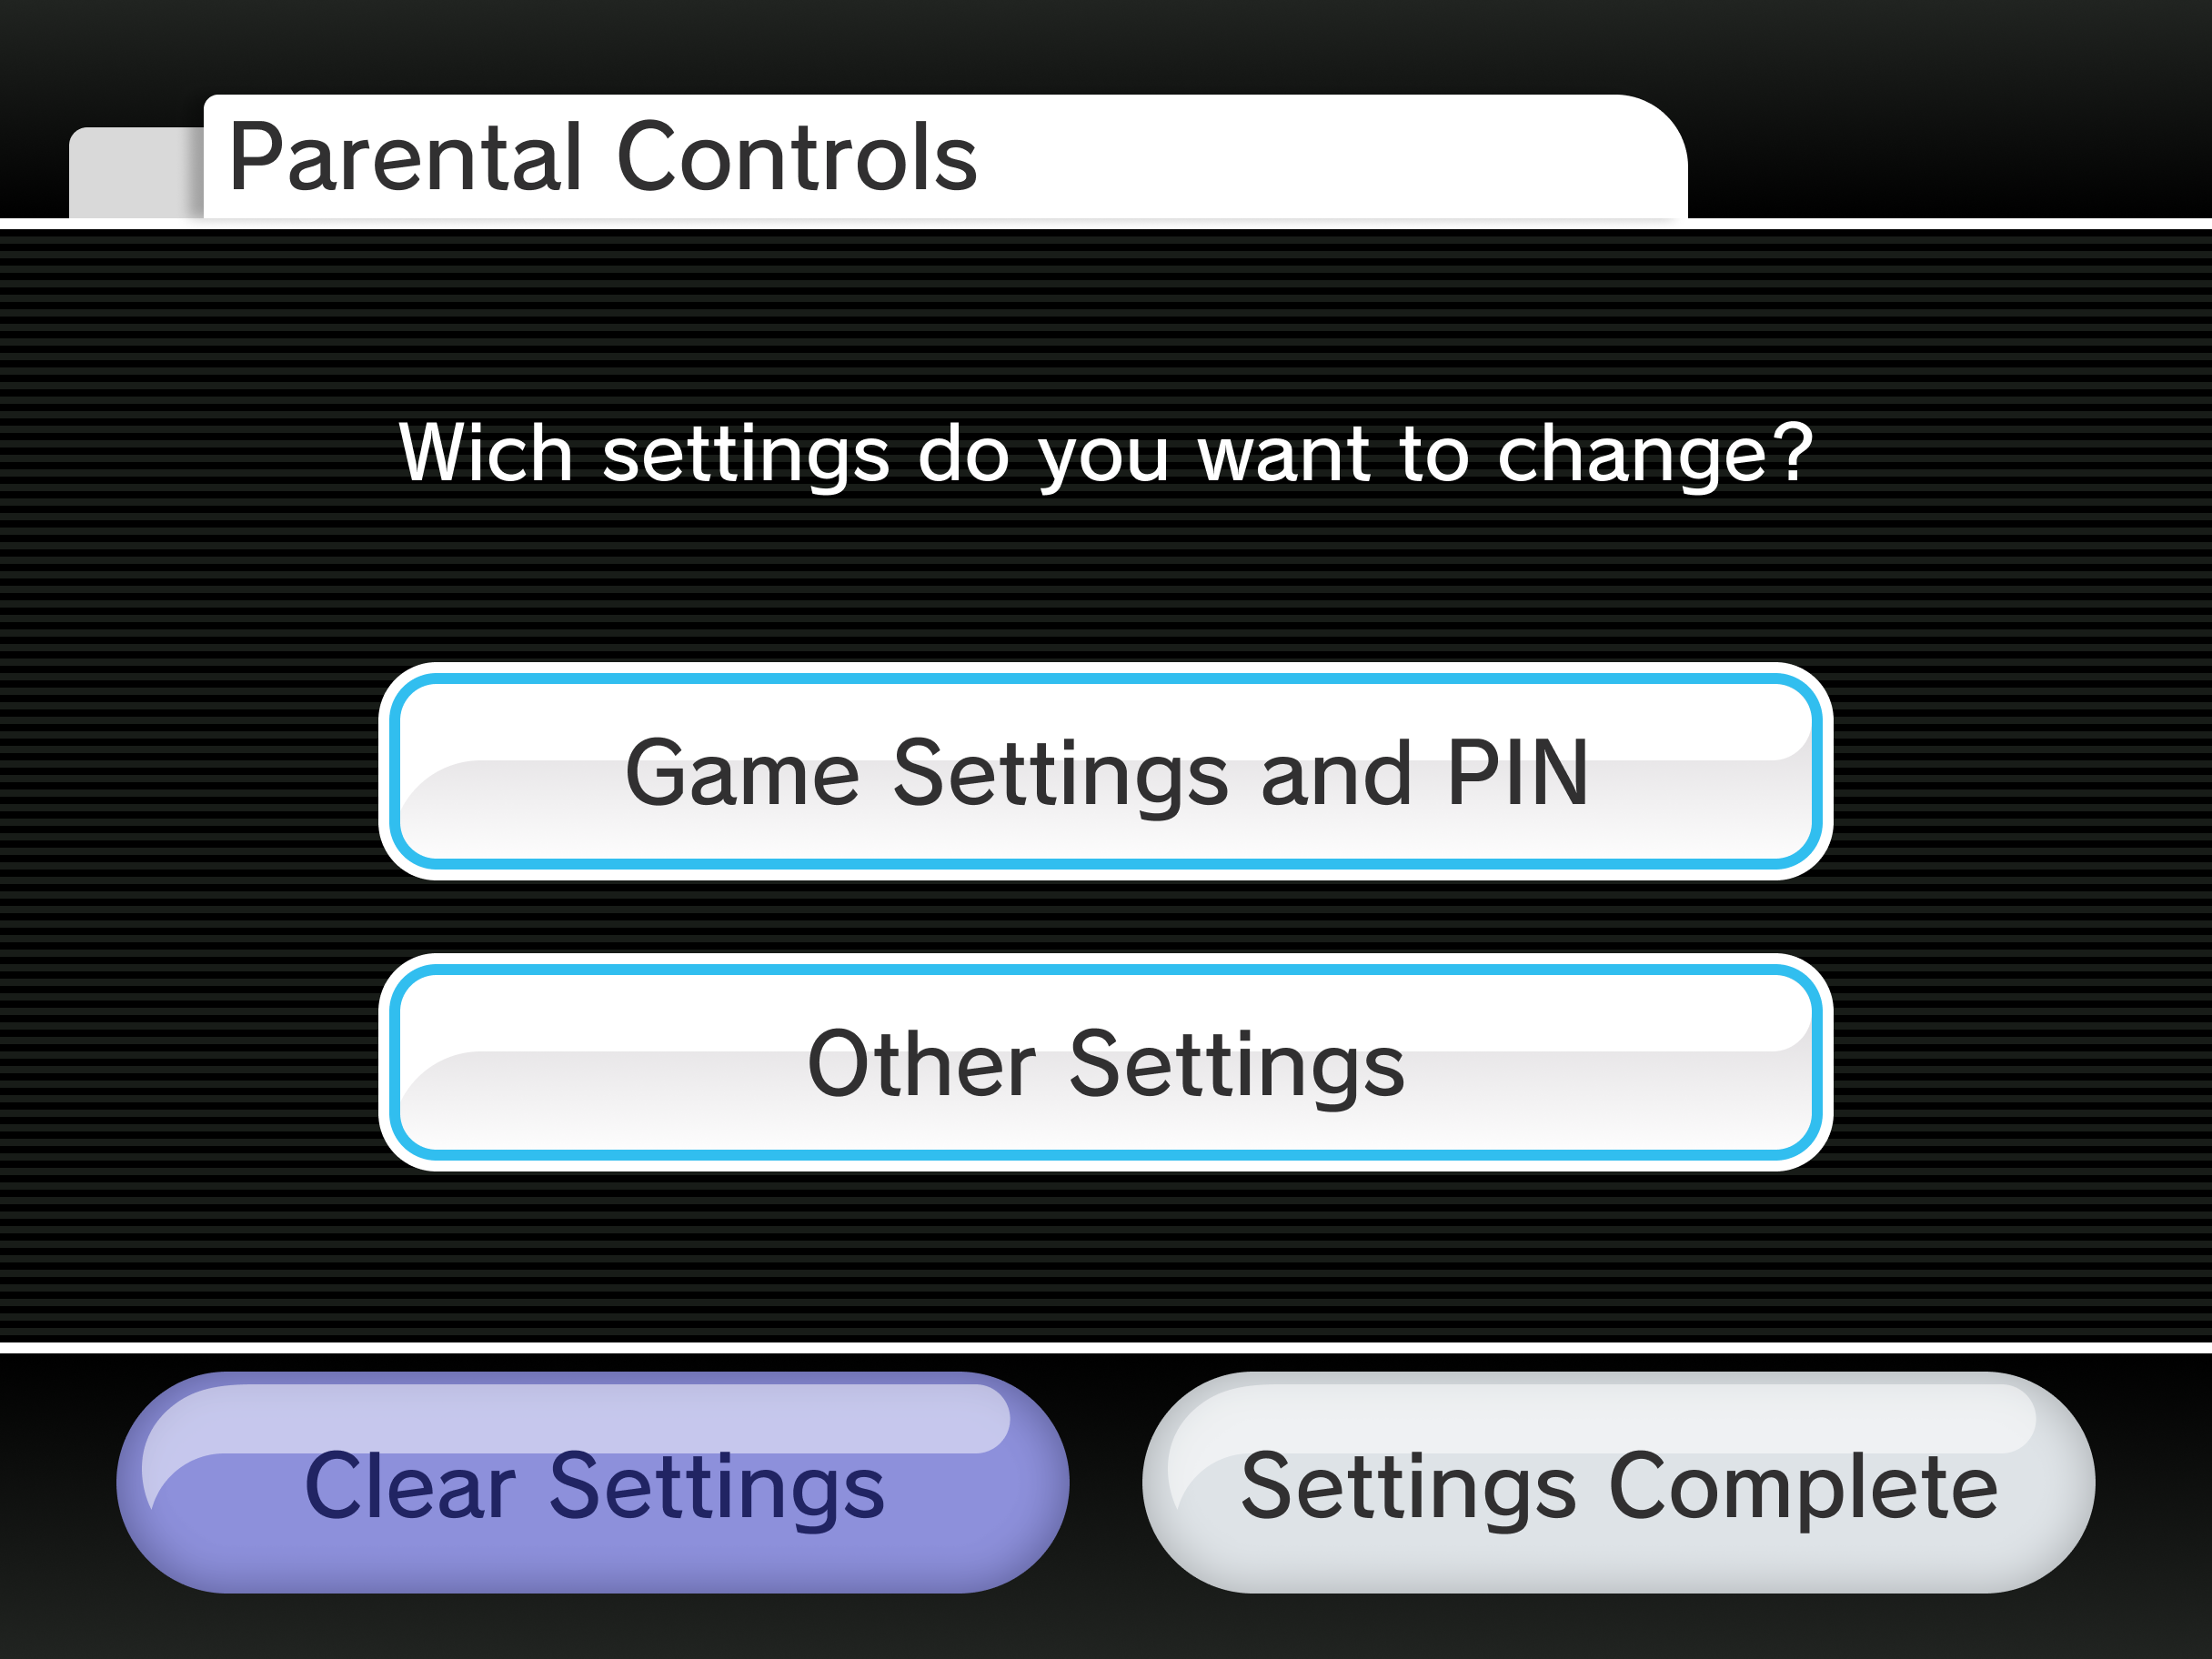 Parental Controls
Wich settings do you want to change?
Game Settings and PIN
Other Settings
Clear Settings
Settings Complete